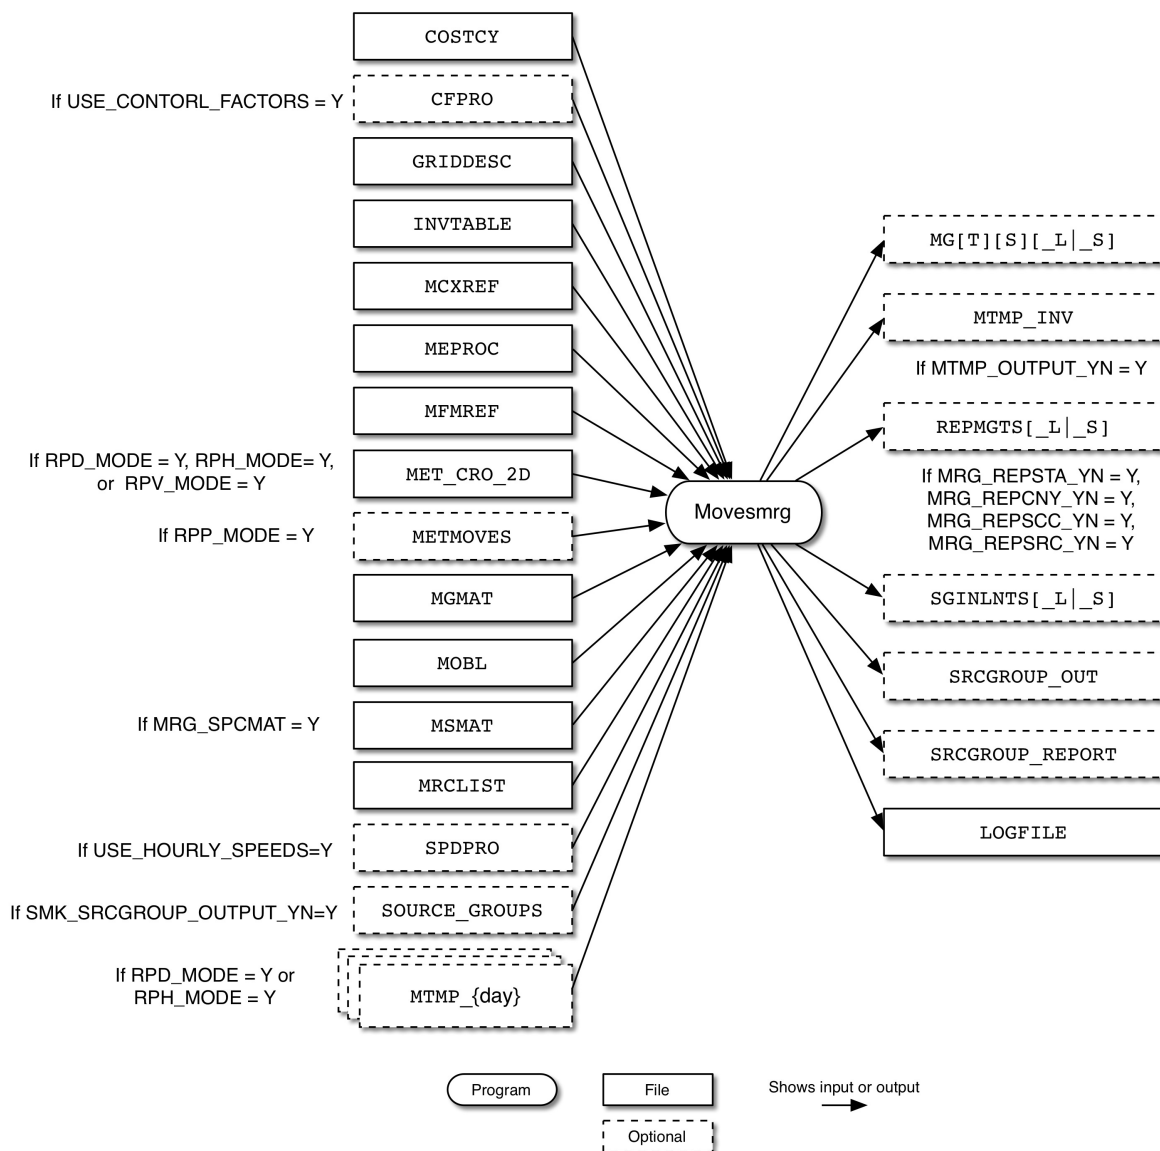 COSTCY
If USE_CONTORL_FACTORS = Y
CFPRO
GRIDDESC
INVTABLE
MCXREF
MEPROC
MFMREF
If RPD_MODE = Y, RPH_MODE= Y,
or RPV_MODE = Y
MET_CRO_2D
If RPP_MODE = Y
METMOVES
MGMAT
MOBL
If MRG_SPCMAT = Y
MSMAT
MRCLIST
If USE_HOURLY_SPEEDS=Y
SPDPRO
If SMK_SRCGROUP_OUTPUT_YN=Y
SOURCE_GROUPS
If RPD_MODE = Y or
RPH_MODE = Y
MTMP_{day}
Movesmrg
MG[T][S][_L|_S]
MTMP_INV
If MTMP_OUTPUT_YN = Y
REPMGTS[_L|_S]
If MRG_REPSTA_YN = Y,
MRG_REPCNY_YN = Y,
MRG_REPSCC_YN = Y,
MRG_REPSRC_YN = Y
SGINLNTS[_L|_S]
SRCGROUP_OUT
SRCGROUP_REPORT
LOGFILE
Program
File
Shows input or output
Optional